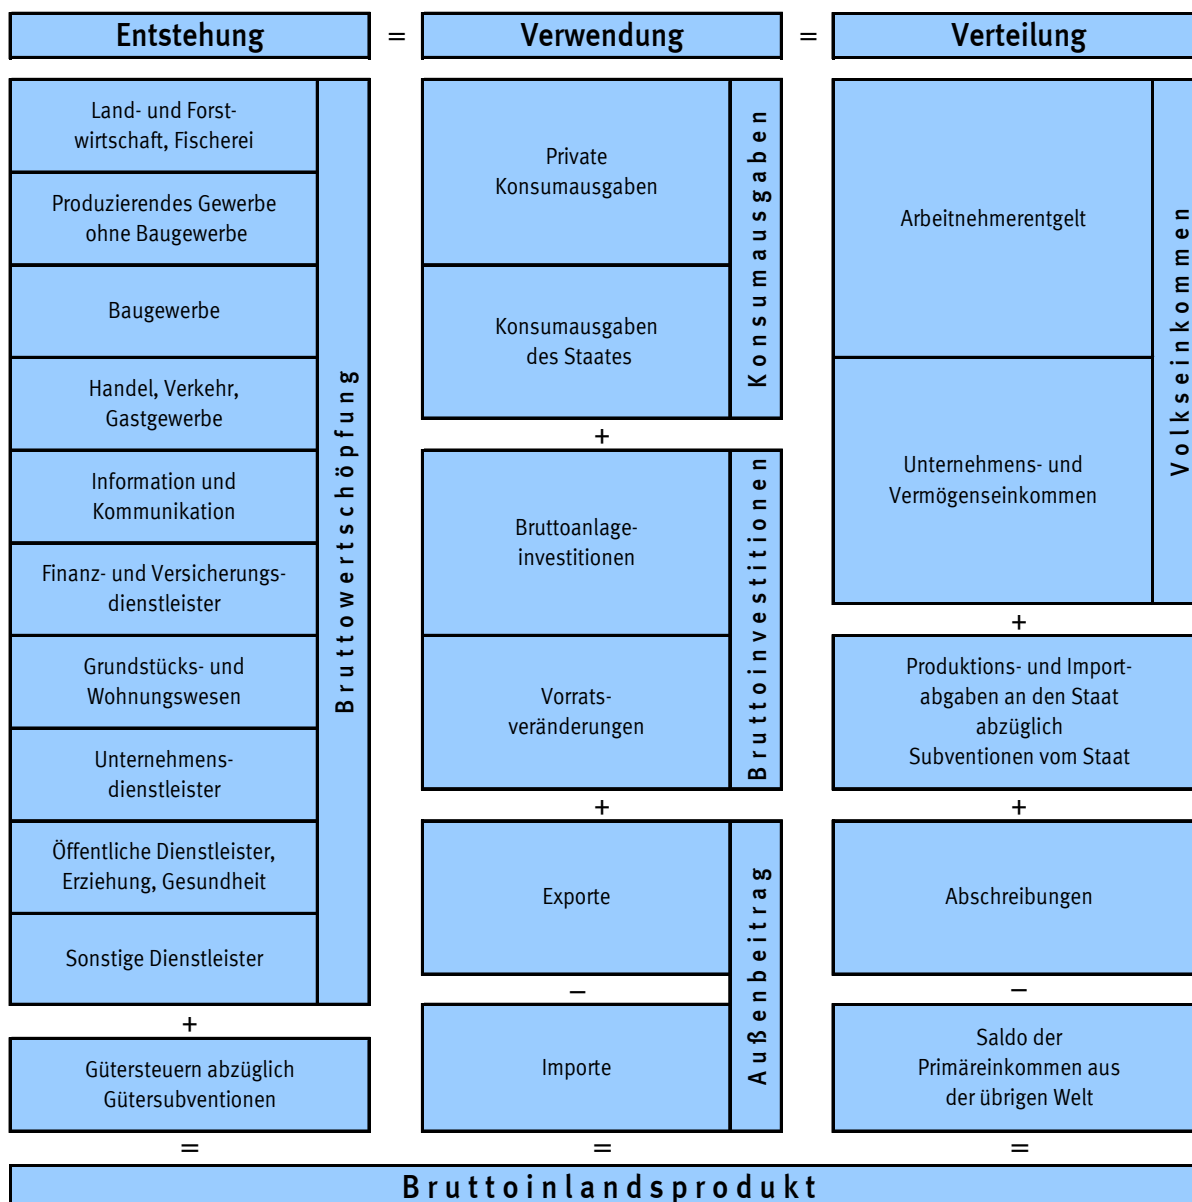 Entstehung = Verwendung = Verteilung
Land- und Forst-
wirtschaft, Fischerei
Produzierendes Gewerbe
ohne Baugewerbe
Baugewerbe
Handel, Verkehr,
Gastgewerbe
Information und
Kommunikation
Finanz- und Versicherungs-
dienstleister
Grundstücks- und
Wohnungswesen
Unternehmens-
dienstleister
Öffentliche Dienstleister,
Erziehung, Gesundheit
Sonstige Dienstleister
Bruttowertschöpfung
+
Gütersteuern abzüglich
Gütersubventionen
=
Private
Konsumausgaben
Konsumausgaben
des Staates
Konsumausgaben
+
Bruttoanlage-
investitionen
Vorrats-
veränderungen
Bruttoinvestitionen
+
Exporte
–
Importe
Außenbeitrag
=
Arbeitnehmerentgelt
Unternehmens- und
Vermögenseinkommen
Volkseinkommen
+
Produktions- und Import-
abgaben an den Staat
abzüglich
Subventionen vom Staat
+
Abschreibungen
–
Saldo der
Primäreinkommen aus
der übrigen Welt
=
Bruttoinlandsprodukt